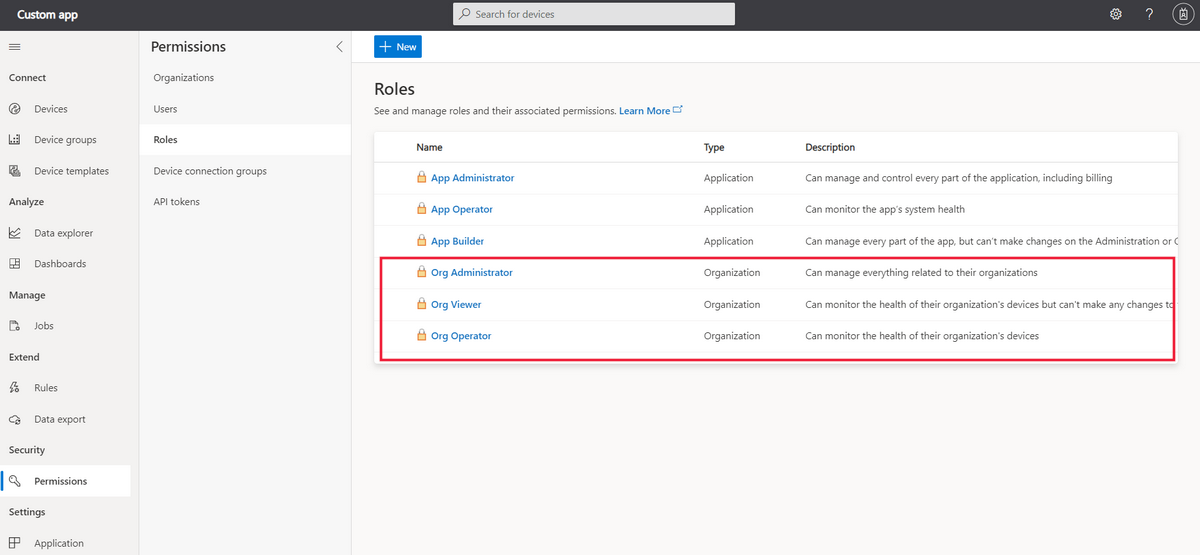 Custom app
Search for devices
?
Connect
Devices
Device groups
Device templates
Analyze
Data explorer
Dashboards
Manage
Jobs
Extend
Rules
Data export
Security
Permissions
Settings
Application
Permissions
Organizations
Users
Roles
Device connection groups
API tokens
New
Roles
See and manage roles and their associated permissions. Learn More
Name Type Description
App Administrator Application Can manage and control every part of the application, including billing
App Operator Application Can monitor the app's system health
App Builder Application Can manage every part of the app, but can't make changes on the Administration or
Org Administrator Organization Can manage everything related to their organizations
Org Viewer Organization Can monitor the health of their organization's devices but can't make any changes to
Org Operator Organization Can monitor the health of their organization's devices